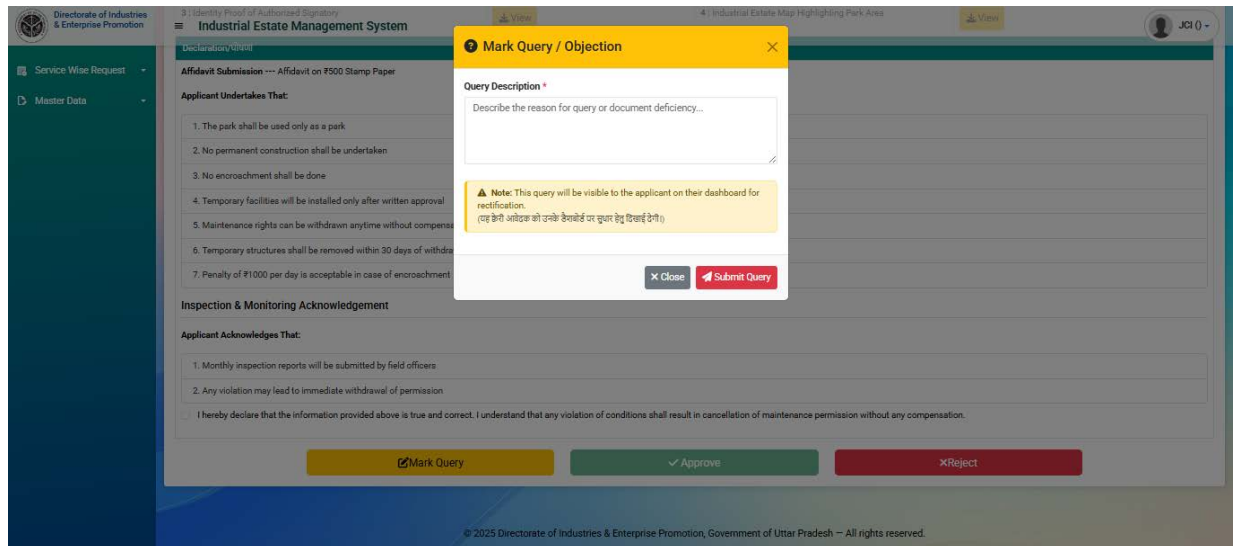 Directorate of Industries
& Enterprise Promotion
3 : Identity Proof of Authorized Signatory
View
4 : Industrial Estate Map Highlighting Park Area
View
Industrial Estate Management System
JCI ()
Service Wise Request
Master Data
Declaration/घोषणा
Affidavit Submission --- Affidavit on ₹500 Stamp Paper
Applicant Undertakes That:
1. The park shall be used only as a park
2. No permanent construction shall be undertaken
3. No encroachment shall be done
4. Temporary facilities will be installed only after written approval
5. Maintenance rights can be withdrawn anytime without compensa
6. Temporary structures shall be removed within 30 days of withdra
7. Penalty of ₹1000 per day is acceptable in case of encroachment
Mark Query / Objection
Query Description *
Describe the reason for query or document deficiency...
Note: This query will be visible to the applicant on their dashboard for
rectification.
(यह क्वेरी आवेदक को उनके डैशबोर्ड पर सुधार हेतु दिखाई देगी।)
Close
Submit Query
Inspection & Monitoring Acknowledgement
Applicant Acknowledges That:
1. Monthly inspection reports will be submitted by field officers
2. Any violation may lead to immediate withdrawal of permission
I hereby declare that the information provided above is true and correct. I understand that any violation of conditions shall result in cancellation of maintenance permission without any compensation.
Mark Query
Approve
Reject
© 2025 Directorate of Industries & Enterprise Promotion, Government of Uttar Pradesh — All rights reserved.